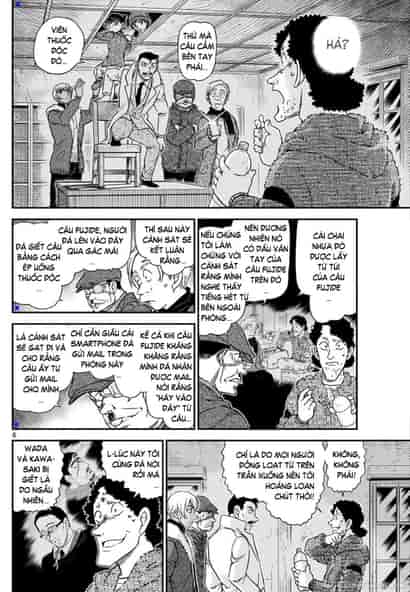 HẢ?
THỨ MÀ
CẬU CẦM
BÊN TAY
PHẢI...
VIÊN
THUỐC
ĐỘC
ĐÓ...
CÁI CHAI
NHỰA ĐÓ
ĐƯỢC LẤY
TỪ TÚI
CỦA CẬU
FUJIDE...
NÊN ĐƯƠNG
NHIÊN NÓ
CÓ DẤU VÂN
TAY CỦA
CẬU FUJIDE
TRÊN ĐÓ
NẾU CHÚNG
TÔI LÀM
CHỨNG VỚI
CẢNH SÁT
RẰNG MÌNH
NGHE THẤY
TIẾNG HÉT
TỪ BÊN
NGOÀI
PHÒNG...
THÌ SAU NÀY
CẢNH SÁT SẼ
KẾT LUẬN
RẰNG...
CẬU FUJIDE, NGƯỜI
ĐÃ LÊN VÀO ĐÂY
QUA GÁC MÁI
ĐÃ GIẾT CẬU
BẰNG CÁCH
ÉP UỐNG
THUỐC ĐỘC
KỂ CẢ KHI CẬU
FUJIDE KHẲNG
KHĂNG RẰNG
MÌNH ĐÃ NHẬN
ĐƯỢC MAIL
NÓI RẰNG
"HÃY VÀO
ĐÂY" TỪ
CẬU...
CHỈ CẦN GIẤU CÁI
SMARTPHONE ĐÃ
GỬI MAIL TRONG
PHÒNG NÀY
LÀ CẢNH SÁT SẼ
GẠT ĐI VÀ
CHO RẰNG
CẬU ẤY TỰ
GỬI MAIL
CHO MÌNH...
KHÔNG,
KHÔNG
PHẢI!
CHỈ LÀ DO MỌI NGƯỜI
ĐỒNG LOẠT TỪ TRÊN
TRẦN XUỐNG NÊN TÔI
HOẢNG LOẠN
CHÚT THÔI!
L-LÚC NÃY TÔI
CŨNG ĐÃ NÓI
RỒI MÀ
WADA
VÀ KAWA-
SAKI BỊ
GIẾT LÀ
DO NGẪU
NHIÊN...
6